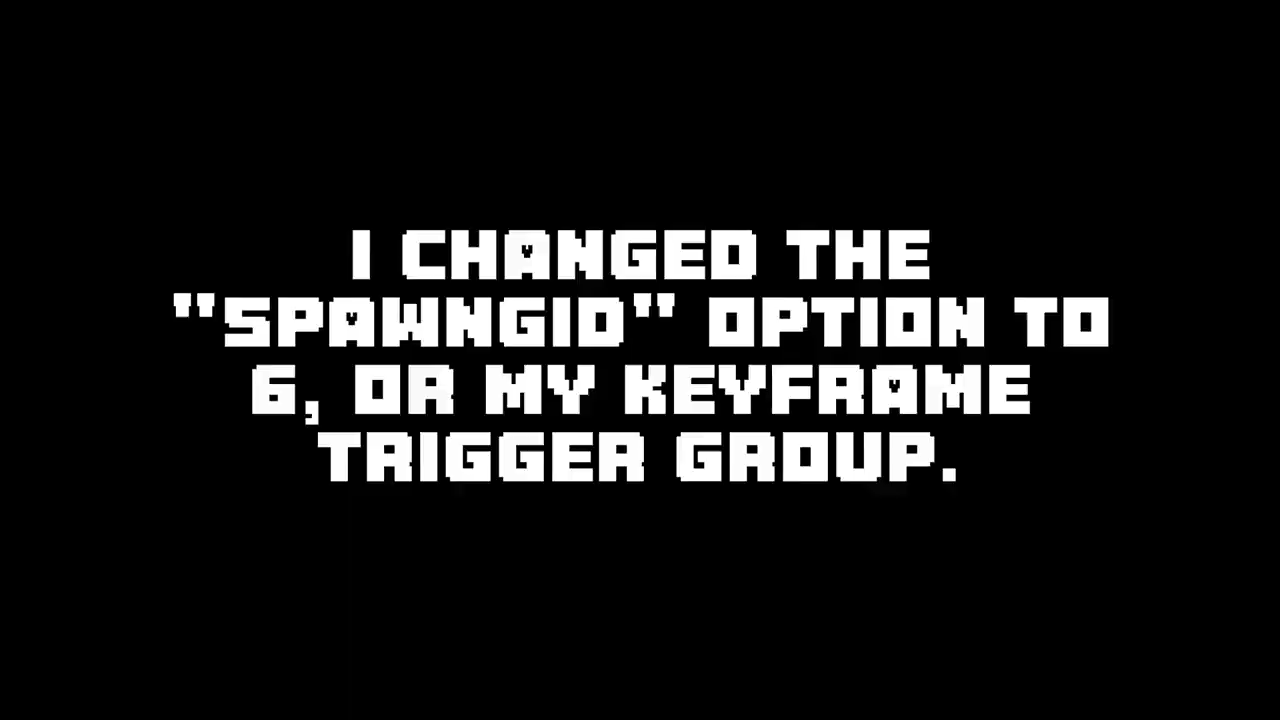 I CHANGED THE
"SPAWNGID" OPTION TO
6, OR MY KEYFRAME
TRIGGER GROUP.